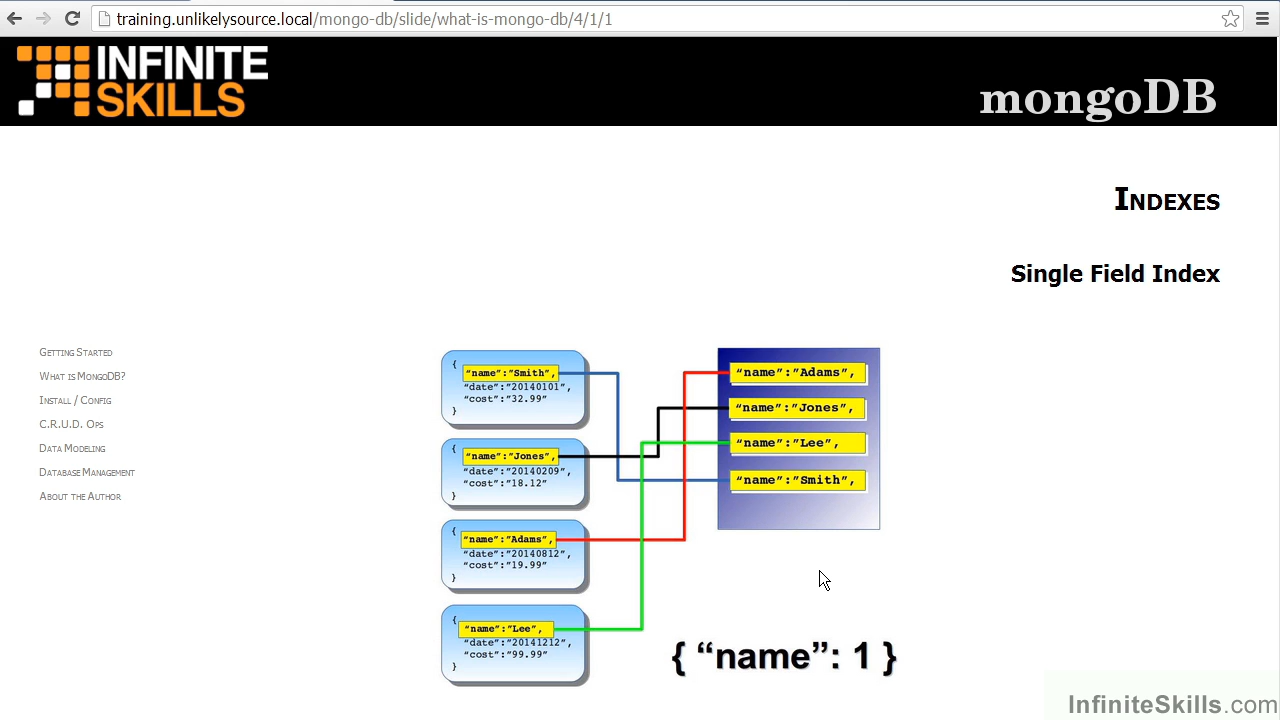 training.unlikelysource.local/mongo-db/slide/what-is-mongo-db/4/1/1
INFINITE
SKILLS
mongoDB
INDEXES
Single Field Index
GETTING STARTED
WHAT IS MONGODB?
INSTALL / CONFIG
C.R.U.D. OPS
DATA MODELING
DATABASE MANAGEMENT
ABOUT THE AUTHOR
{
“name”:”Smith”,
“date”:”20140101”,
“cost”:”32.99”
}
{
“name”:”Jones”,
“date”:”20140209”,
“cost”:”18.12”
}
{
“name”:”Adams”,
“date”:”20140812”,
“cost”:”19.99”
}
{
“name”:”Lee”,
“date”:”20141212”,
“cost”:”99.99”
}
“name”:”Adams”,
“name”:”Jones”,
“name”:”Lee”,
“name”:”Smith”,
{ “name”: 1 }
InfiniteSkills.com